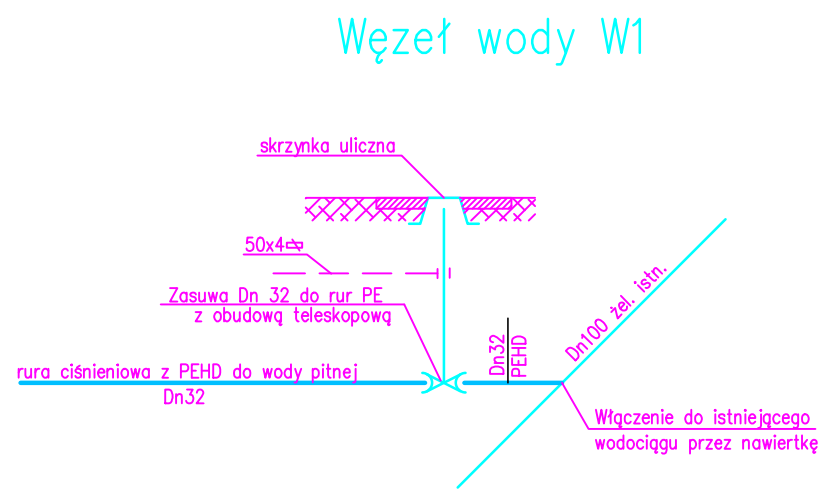 Węzeł wody W1
skrzynka uliczna
50x4
Zasuwa Dn 32 do rur PE
z obudową teleskopową
Dn100 żel. istn.
Dn32
PEHD
rura ciśnieniowa z PEHD do wody pitnej
Dn32
Włączenie do istniejącego
wodociągu przez nawiertkę